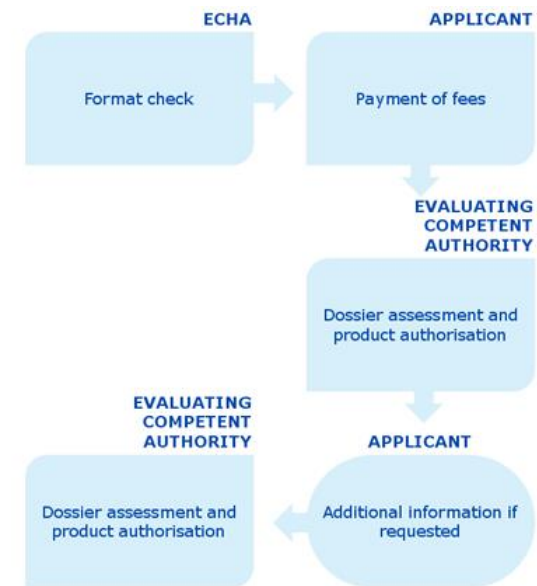 ECHA
Format check
APPLICANT
Payment of fees
EVALUATING
COMPETENT
AUTHORITY
Dossier assessment and
product authorisation
APPLICANT
Additional information if
requested
EVALUATING
COMPETENT
AUTHORITY
Dossier assessment and
product authorisation